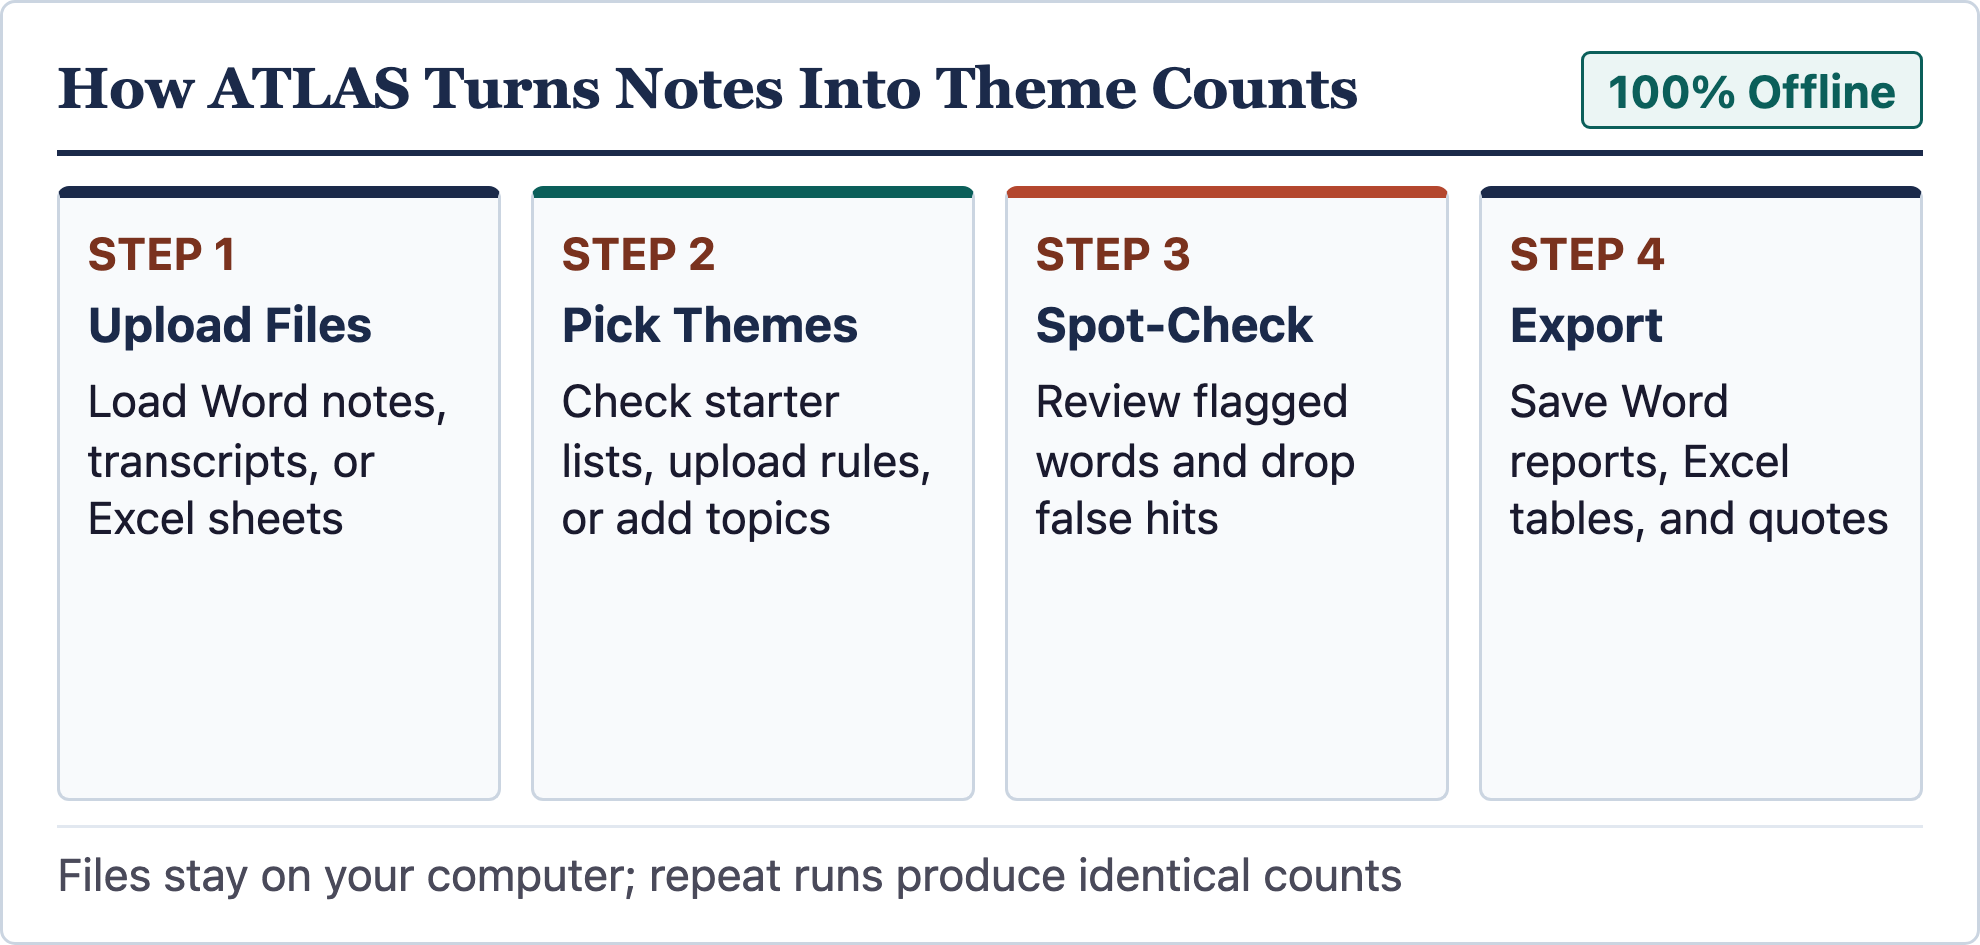 How ATLAS Turns Notes Into Theme Counts
100% Offline
STEP 1
Upload Files
Load Word notes,
transcripts, or
Excel sheets
STEP 2
Pick Themes
Check starter
lists, upload rules,
or add topics
STEP 3
Spot-Check
Review flagged
words and drop
false hits
STEP 4
Export
Save Word
reports, Excel
tables, and quotes
Files stay on your computer; repeat runs produce identical counts